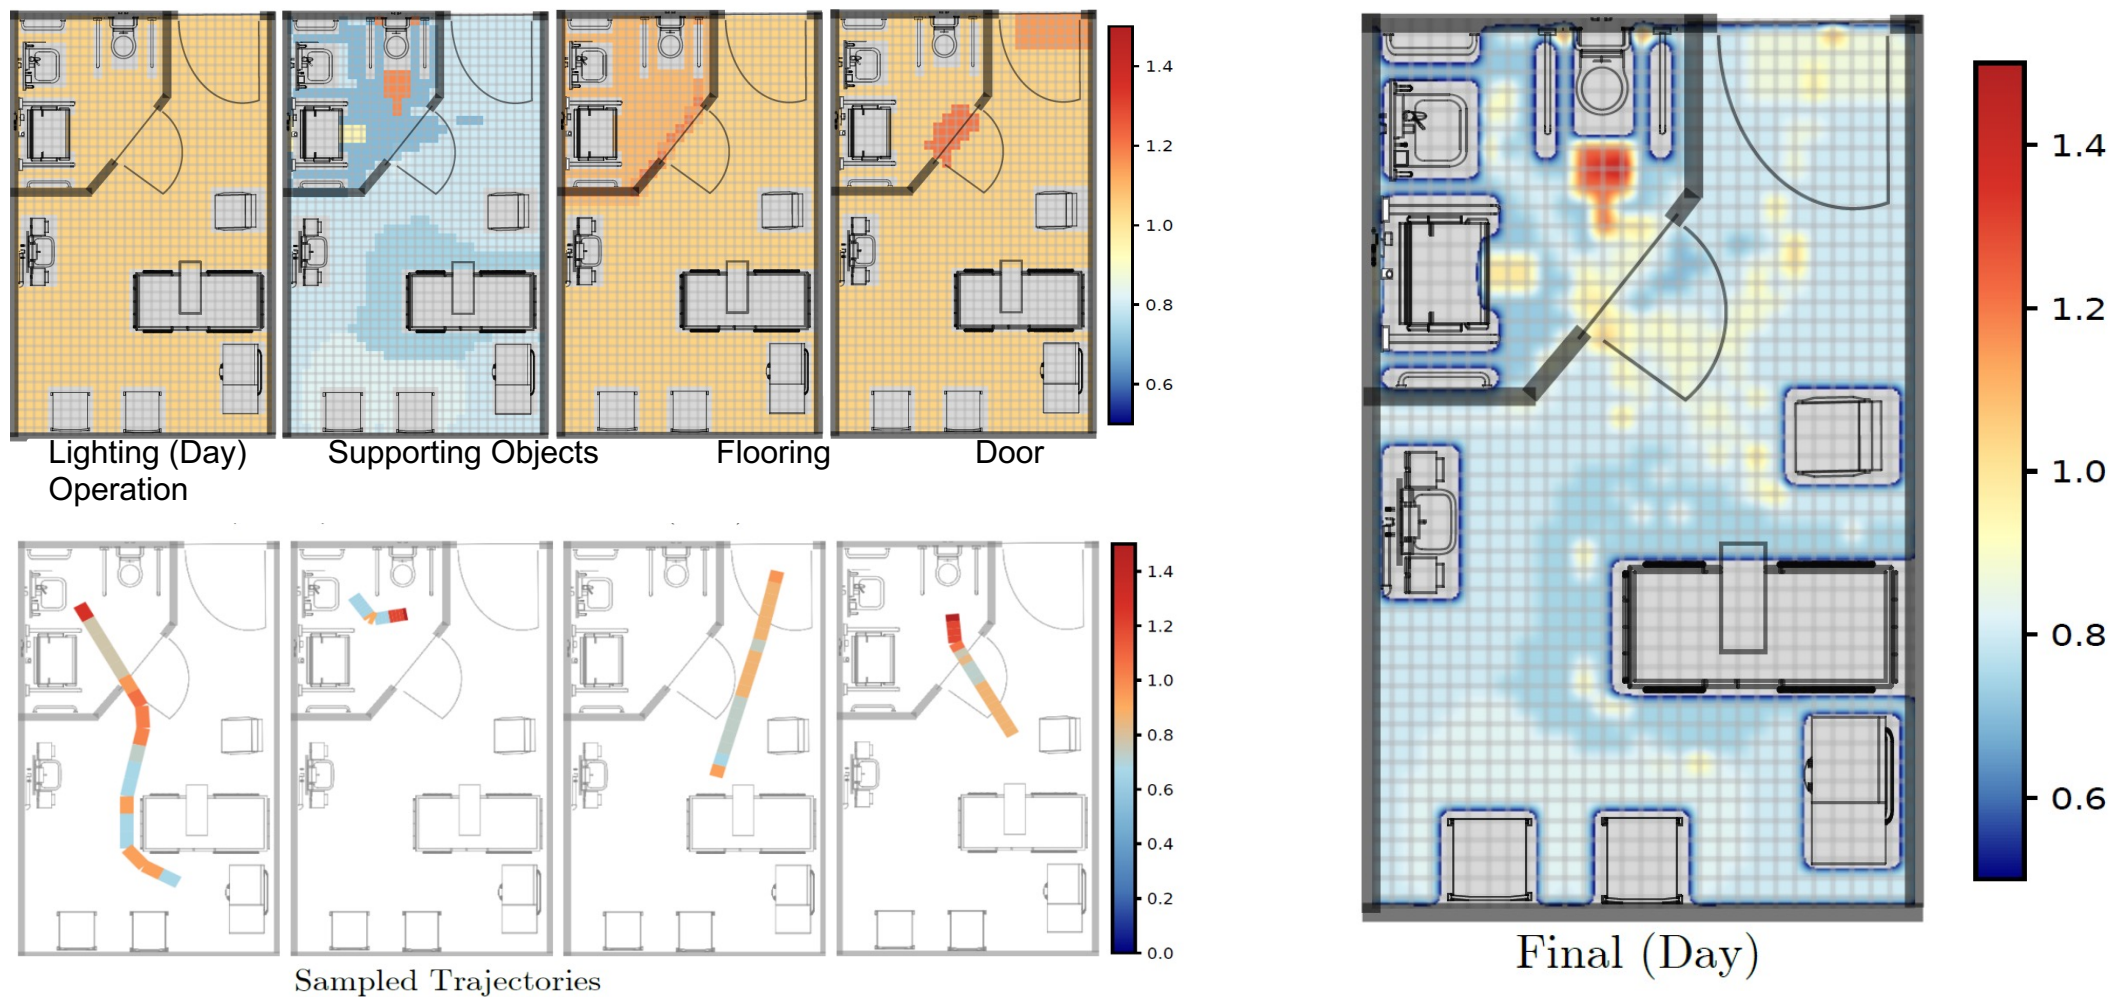 1.4
1.2
1.0
0.8
0.6
Lighting (Day)
Operation
Supporting Objects
Flooring
Door
1.4
1.2
1.0
0.8
0.6
0.4
0.2
0.0
Sampled Trajectories
1.4
1.2
1.0
0.8
0.6
Final (Day)